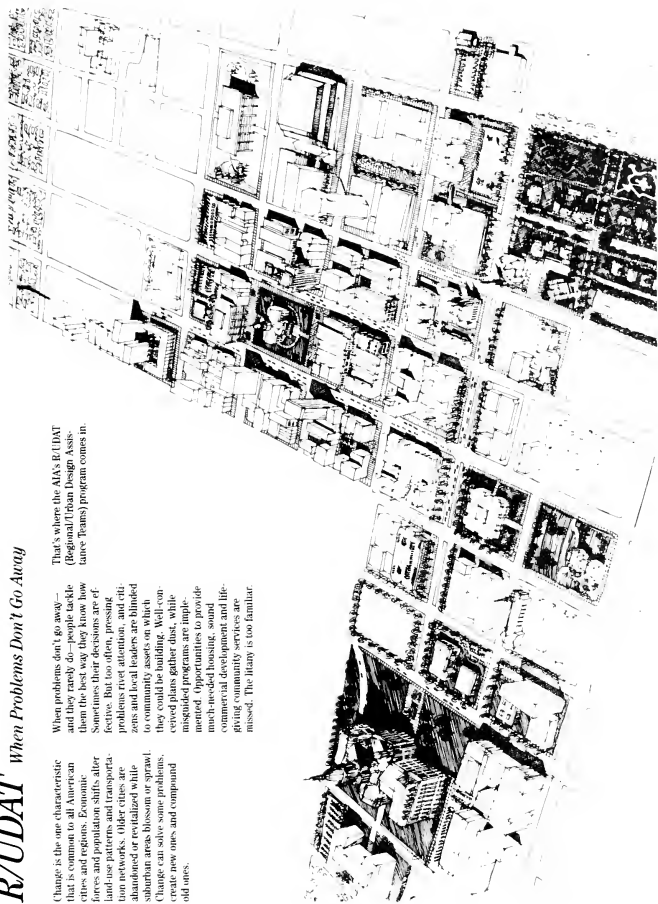 R/UDAT When Problems Don't Go Away
Change is the one characteristic
that is common to all American
cities and regions. Economic
forces and population shifts alter
land-use patterns and transporta-
tion networks. Older cities are
abandoned or revitalized while
suburban areas blossom or sprawl.
Change can solve some problems,
create new ones and compound
old ones.
When problems don't go away—
and they rarely do—people tackle
them the best way they know how.
Sometimes their decisions are ef-
fective. But too often, pressing
problems rivet attention, and citi-
zens and local leaders are blinded
to community assets on which
they could be building. Well-con-
ceived plans gather dust, while
misguided programs are imple-
mented. Opportunities to provide
much-needed housing, sound
commercial development and life-
giving community services are
missed. The litany is too familiar.
That's where the AIA's R/UDAT
(Regional/Urban Design Assis-
tance Teams) program comes in.